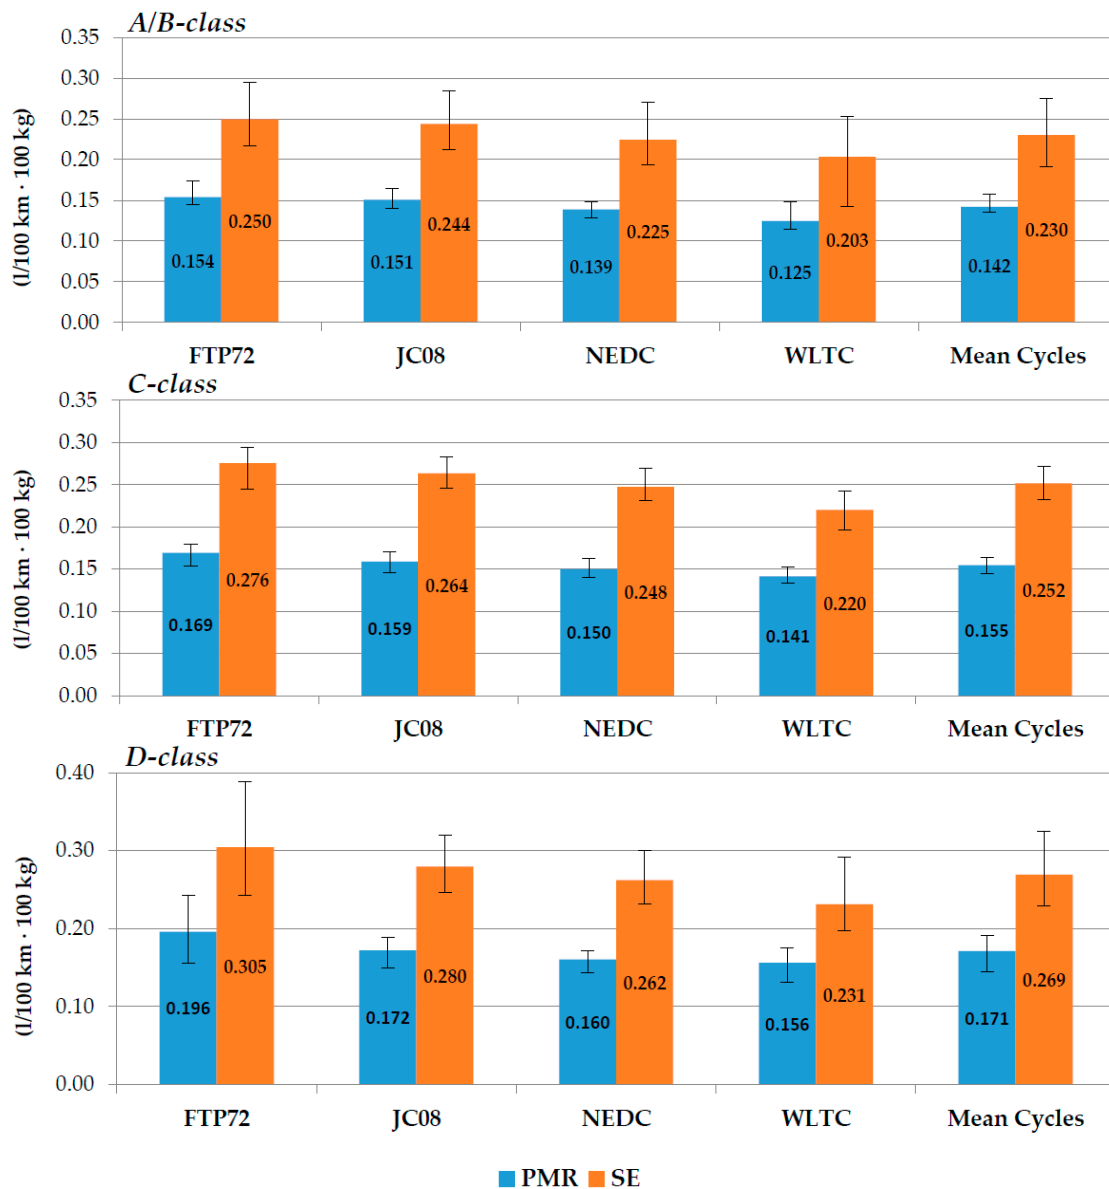 A/B-class
(l/100 km · 100 kg)
0.35
0.30
0.25
0.20
0.15
0.10
0.05
0.00
0.154 0.250 0.151 0.244 0.139 0.225 0.125 0.203 0.142 0.230
FTP72 JC08 NEDC WLTC Mean Cycles
C-class
(l/100 km · 100 kg)
0.35
0.30
0.25
0.20
0.15
0.10
0.05
0.00
0.169 0.276 0.159 0.264 0.150 0.248 0.141 0.220 0.155 0.252
FTP72 JC08 NEDC WLTC Mean Cycles
D-class
(l/100 km · 100 kg)
0.40
0.30
0.20
0.10
0.00
0.196 0.305 0.172 0.280 0.160 0.262 0.156 0.231 0.171 0.269
FTP72 JC08 NEDC WLTC Mean Cycles
PMR SE